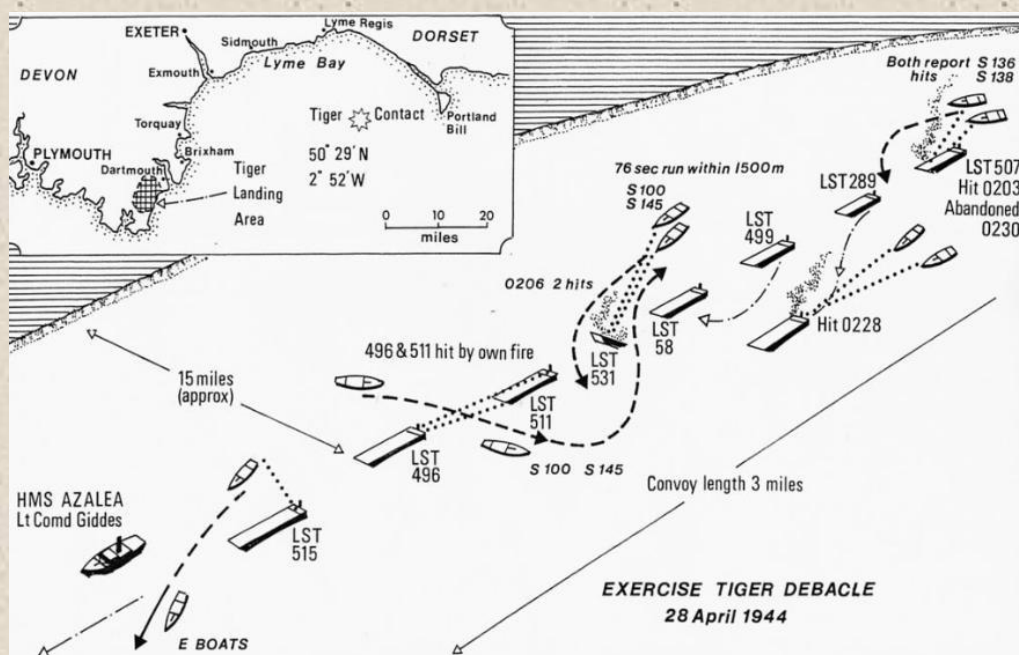 EXETER
Sidmouth
Lyme Regis
DORSET
DEVON
Exmouth
Lyme Bay
Tiger Contact
Portland
Bill
Torquay
50° 29' N
2° 52' W
PLYMOUTH
Brixham
Dartmouth
Tiger
Landing
Area
0 10 20
miles
Both report
hits
S 136
S 138
LST 507
Hit 0203
Abandoned
0230
LST 289
76 sec run within 1500m
S 100
S 145
LST
499
Hit 0228
0206 2 hits
LST
58
LST
531
496 & 511 hit by own fire
15 miles
(approx)
LST
511
LST
496
S 100 S 145
Convoy length 3 miles
HMS AZALEA
Lt Comd Giddes
LST
515
E BOATS
EXERCISE TIGER DEBACLE
28 April 1944